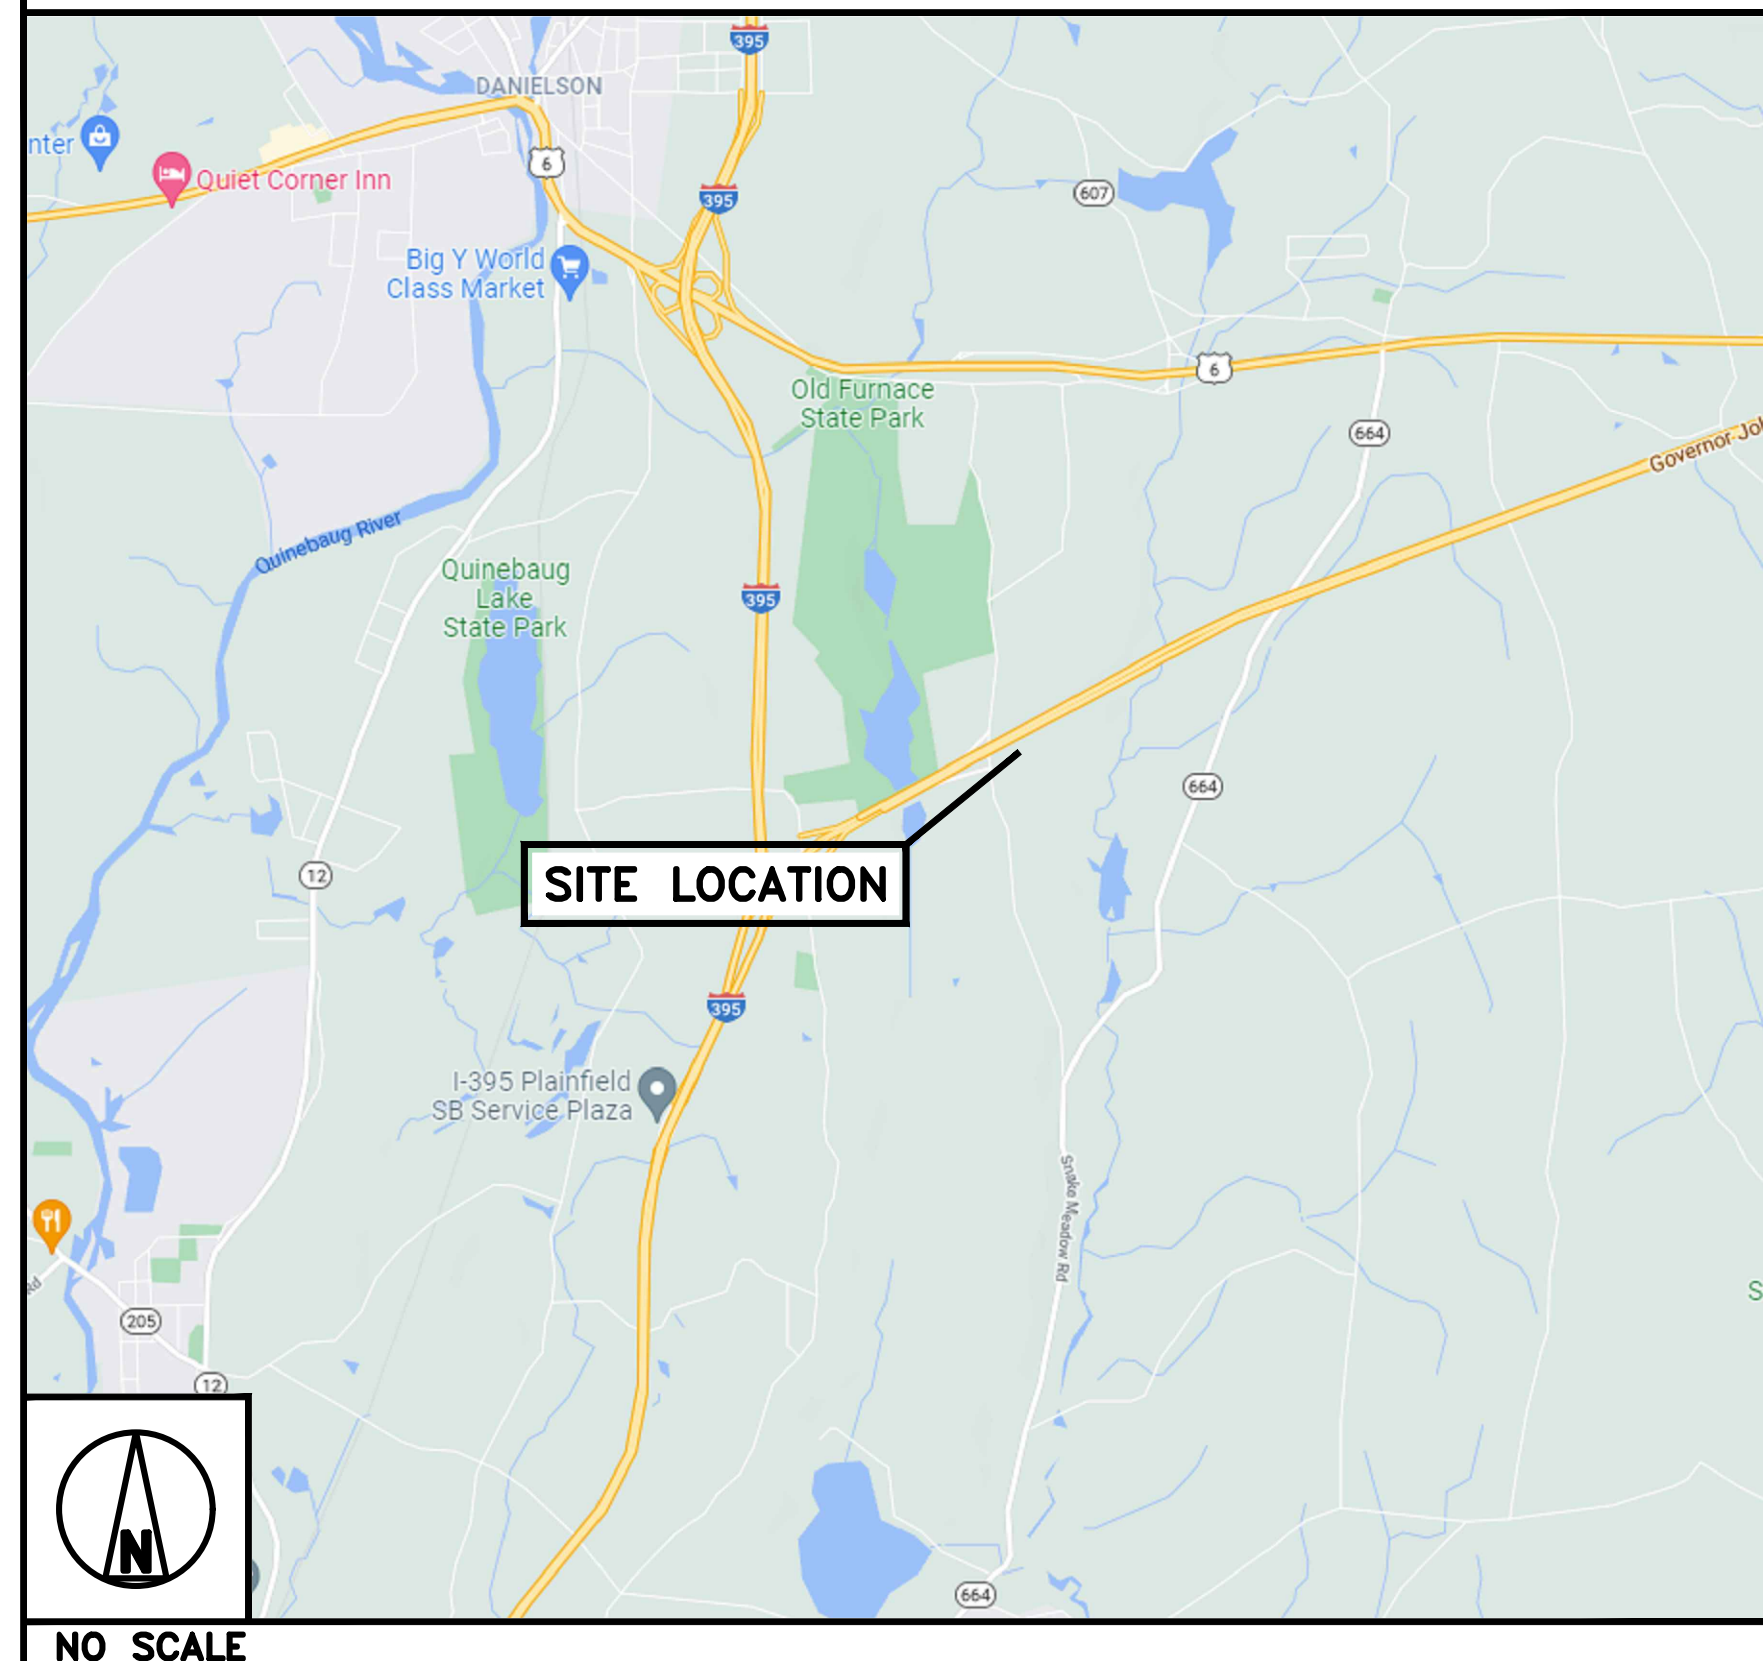 395
DANIELSON
nter
6
Quiet Corner Inn
395
607
Big Y World
Class Market
6
Old Furnace
State Park
664
Governor Jo
Quinebaug River
Quinebaug
Lake
State Park
395
664
12
SITE LOCATION
395
I-395 Plainfield
SB Service Plaza
Snake Meadow Rd
Rd
S
205
12
N
664
NO SCALE